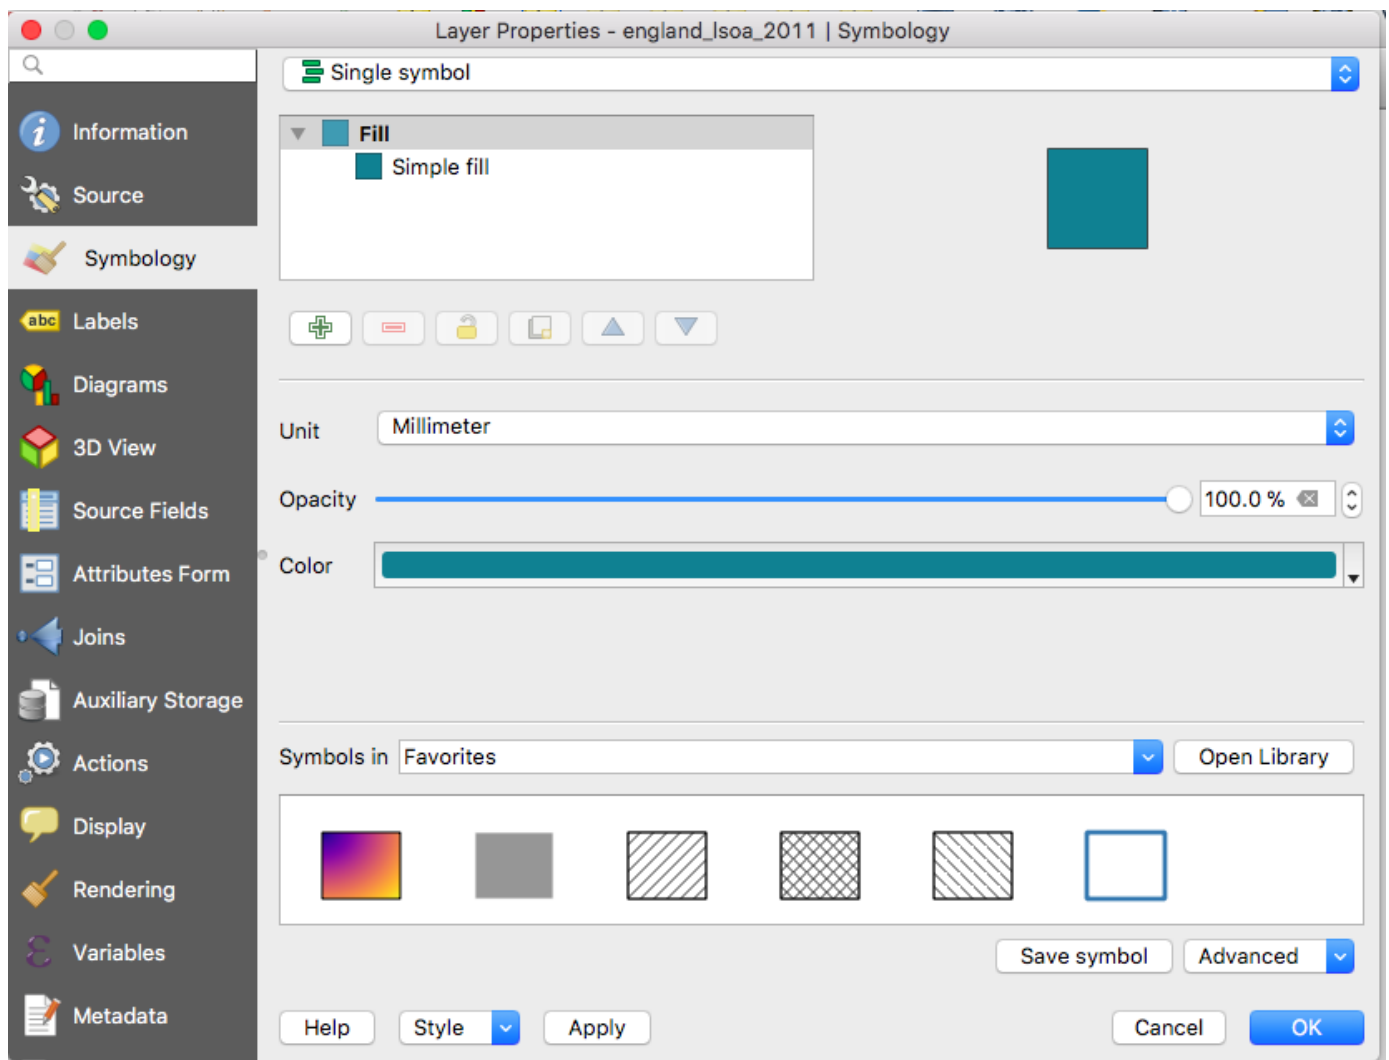 Layer Properties - england_lsoa_2011 | Symbology
Single symbol
Information
Source
Symbology
abc Labels
Diagrams
3D View
Source Fields
Attributes Form
Joins
Auxiliary Storage
Actions
Display
Rendering
Variables
Metadata
Fill
Simple fill
Unit Millimeter
Opacity 100.0 %
Color
Symbols in Favorites Open Library
Save symbol Advanced
Help Style Apply Cancel OK